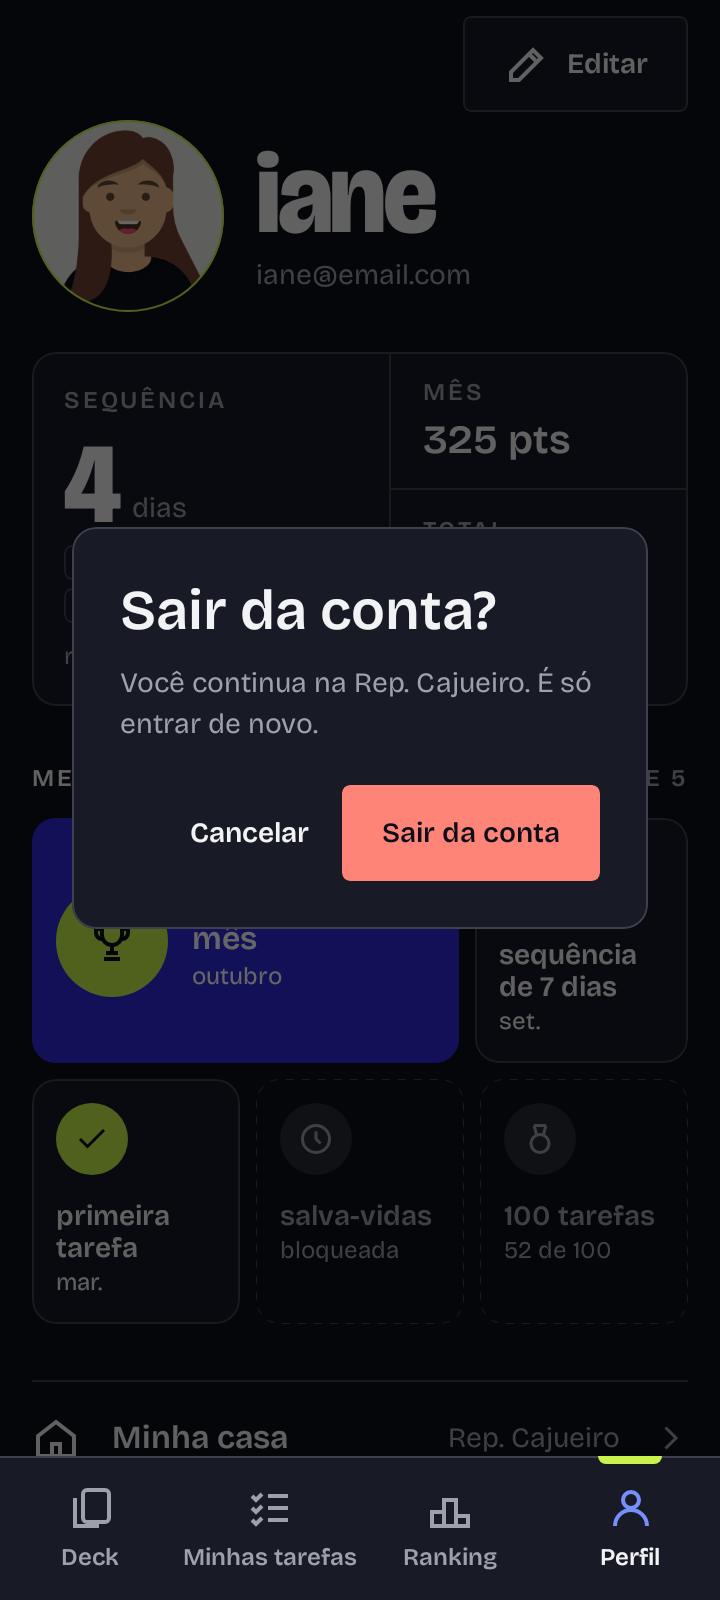 Editar
iane
iane@email.com
SEQUÊNCIA
4 dias
MÊS
325 pts
TOTAL
Sair da conta?
Você continua na Rep. Cajueiro. É só
entrar de novo.
Cancelar
Sair da conta
mês
outubro
sequência
de 7 dias
set.
primeira
tarefa
mar.
salva-vidas
bloqueada
100 tarefas
52 de 100
Minha casa
Rep. Cajueiro
Deck
Minhas tarefas
Ranking
Perfil